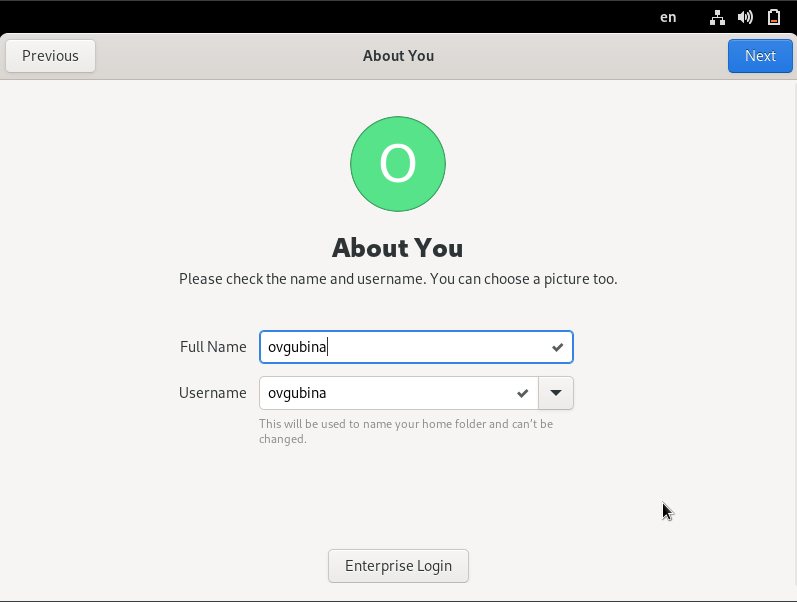 en
Previous
About You
Next
O
About You
Please check the name and username. You can choose a picture too.
Full Name
ovgubina
Username
ovgubina
This will be used to name your home folder and can't be
changed.
Enterprise Login